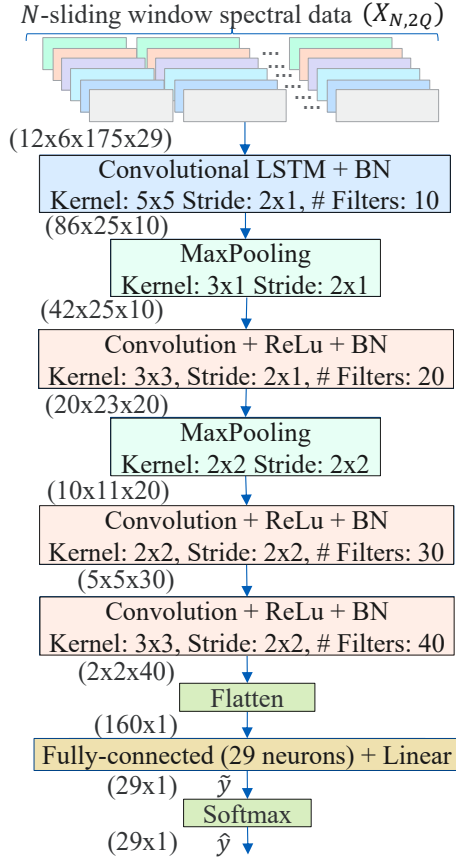 N-sliding window spectral data (X_{N,2Q})
...
...
...
...
...
(12x6x175x29)
Convolutional LSTM + BN
Kernel: 5x5 Stride: 2x1, # Filters: 10
(86x25x10)
MaxPooling
Kernel: 3x1 Stride: 2x1
(42x25x10)
Convolution + ReLu + BN
Kernel: 3x3, Stride: 2x1, # Filters: 20
(20x23x20)
MaxPooling
Kernel: 2x2 Stride: 2x2
(10x11x20)
Convolution + ReLu + BN
Kernel: 2x2, Stride: 2x2, # Filters: 30
(5x5x30)
Convolution + ReLu + BN
Kernel: 3x3, Stride: 2x2, # Filters: 40
(2x2x40)
Flatten
(160x1)
Fully-connected (29 neurons) + Linear
(29x1) ỹ
Softmax
(29x1) ŷ